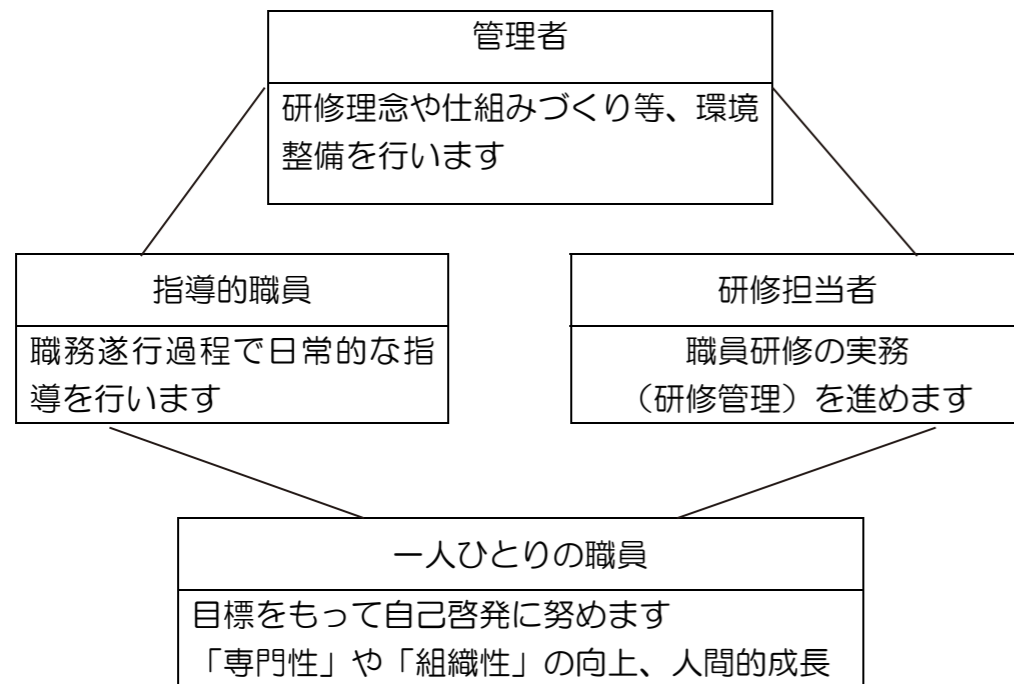 管理者
研修理念や仕組みづくり等、環境
整備を行います
指導的職員
職務遂行過程で日常的な指
導を行います
研修担当者
職員研修の実務
（研修管理）を進めます
一人ひとりの職員
目標をもって自己啓発に努めます
「専門性」や「組織性」の向上、人間的成長